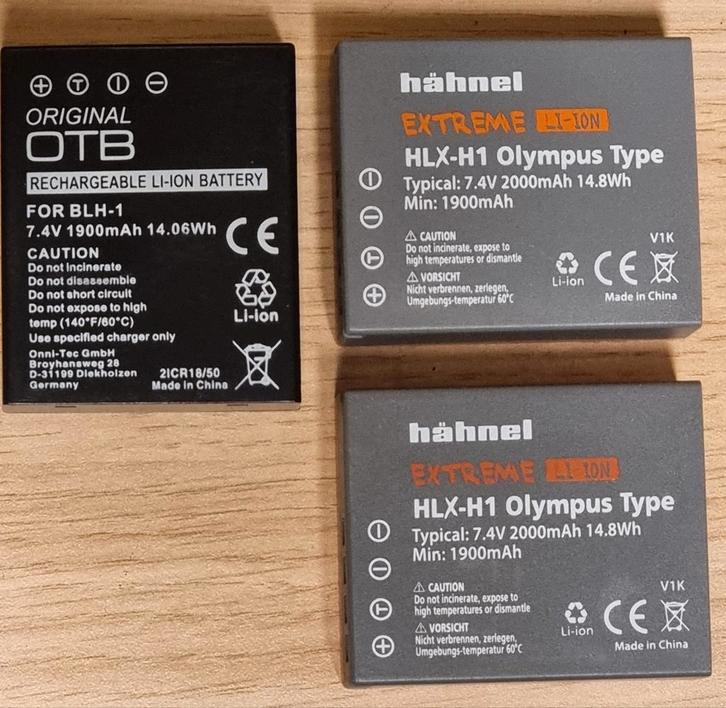 ORIGINAL
OTB
RECHARGEABLE LI-ION BATTERY
FOR BLH-1
7.4V 1900mAh 14.06Wh
CE
CAUTION
Do not incinerate
Do not disassemble
Do not short circuit
Do not expose to high
temp (140°F/60°C)
Use specified charger only
Li-ion
Onni-Tec GmbH
Broyhansweg 28
D-31199 Diekholzen
Germany
2ICR18/50
Made in China
hähnel
EXTREME LI-ION
HLX-H1 Olympus Type
Typical: 7.4V 2000mAh 14.8Wh
Min: 1900mAh
⚠ CAUTION
Do not incinerate, expose to
high temperatures or dismantle
⚠ VORSICHT
Nicht verbrennen, zerlegen,
Umgebungs-temperatur 60°C
V1K
Li-ion
CE
Made in China
hähnel
EXTREME LI-ION
HLX-H1 Olympus Type
Typical: 7.4V 2000mAh 14.8Wh
Min: 1900mAh
⚠ CAUTION
Do not incinerate, expose to
high temperatures or dismantle
⚠ VORSICHT
Nicht verbrennen, zerlegen,
Umgebungs-temperatur 60°C
V1K
Li-ion
CE
Made in China